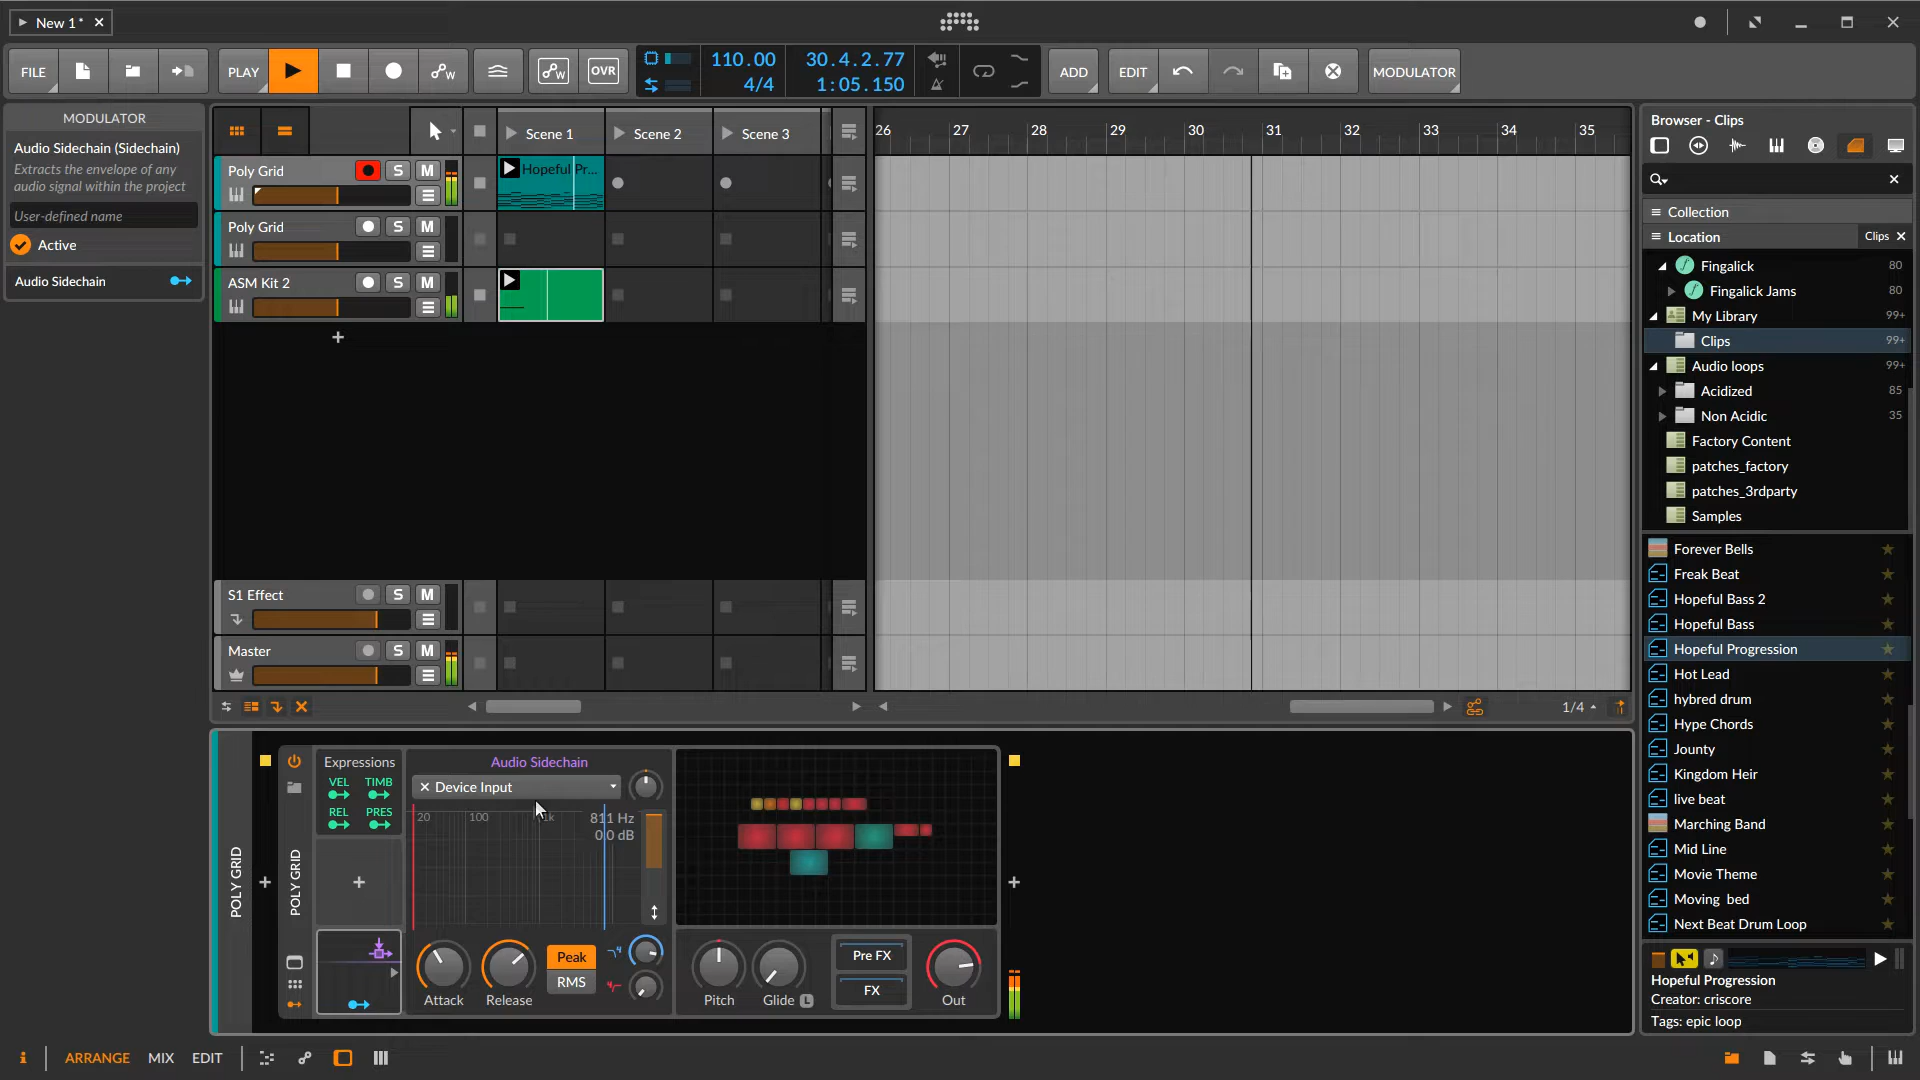 New 1*
FILE
PLAY
OVR
110.00
4/4
30.4.2.77
1:05.150
ADD
EDIT
MODULATOR
MODULATOR
Audio Sidechain (Sidechain)
Extracts the envelope of any
audio signal within the project
User-defined name
Active
Audio Sidechain
Scene 1
Scene 2
Scene 3
Poly Grid
S
M
Hopeful Pr...
Poly Grid
S
M
ASM Kit 2
S
M
S1 Effect
S
M
Master
S
M
26
27
28
29
30
31
32
33
34
35
1/4
Browser - Clips
Collection
Location
Clips
Fingalick
80
Fingalick Jams
80
My Library
99+
Clips
99+
Audio loops
99+
Acidized
85
Non Acidic
35
Factory Content
patches_factory
patches_3rdparty
Samples
Forever Bells
Freak Beat
Hopeful Bass 2
Hopeful Bass
Hopeful Progression
Hot Lead
hybred drum
Hype Chords
Jounty
Kingdom Heir
live beat
Marching Band
Mid Line
Movie Theme
Moving bed
Next Beat Drum Loop
Hopeful Progression
Creator: criscore
Tags: epic loop
POLY GRID
POLY GRID
Expressions
VEL
TIMB
REL
PRES
Audio Sidechain
Device Input
20
100
1k
811 Hz
0.0 dB
Attack
Release
Peak
RMS
Pitch
Glide
L
Pre FX
FX
Out
i
ARRANGE
MIX
EDIT